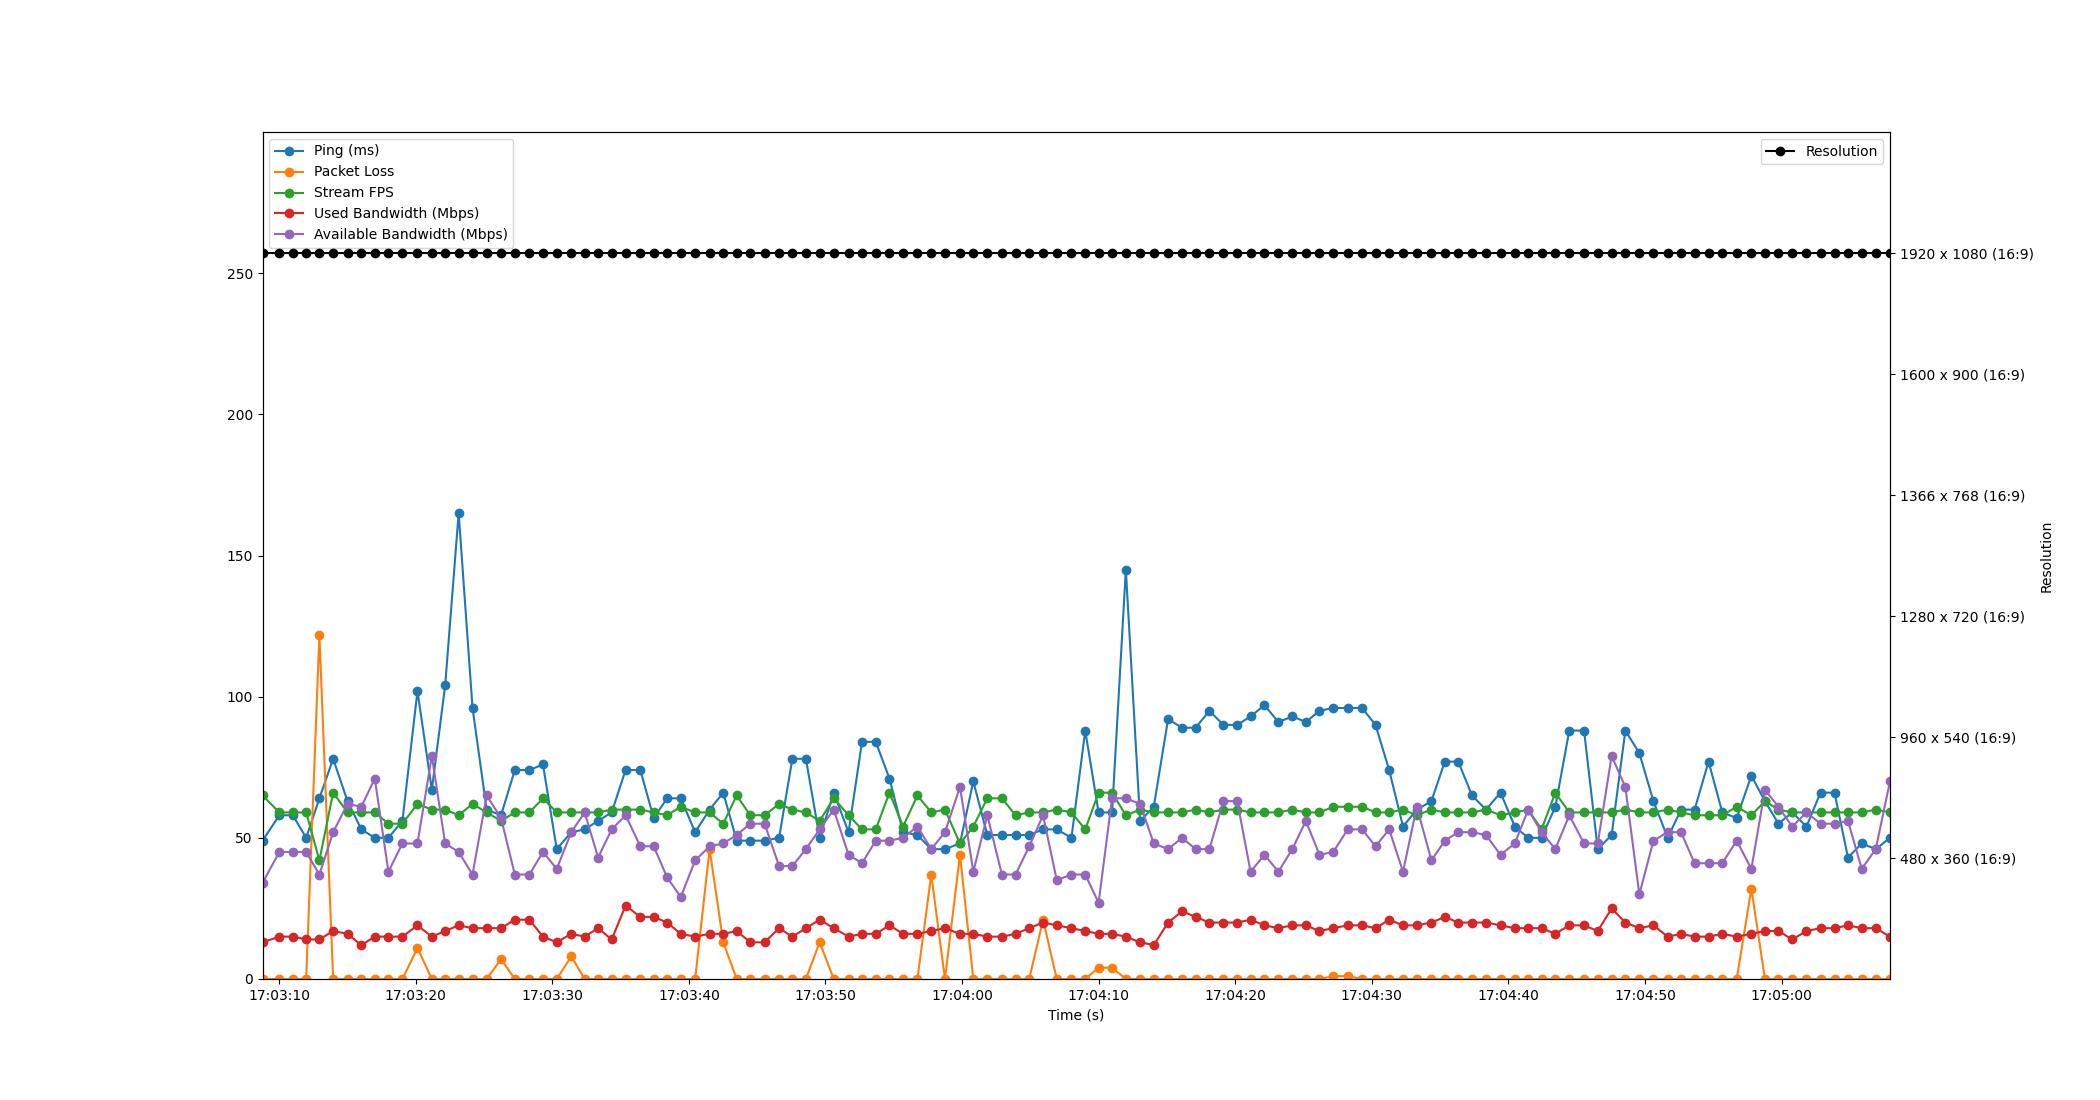 Ping (ms)
Packet Loss
Stream FPS
Used Bandwidth (Mbps)
Available Bandwidth (Mbps)
Resolution
250
200
150
100
50
0
1920 x 1080 (16:9)
1600 x 900 (16:9)
1366 x 768 (16:9)
1280 x 720 (16:9)
960 x 540 (16:9)
480 x 360 (16:9)
Resolution
17:03:10 17:03:20 17:03:30 17:03:40 17:03:50 17:04:00 17:04:10 17:04:20 17:04:30 17:04:40 17:04:50 17:05:00
Time (s)